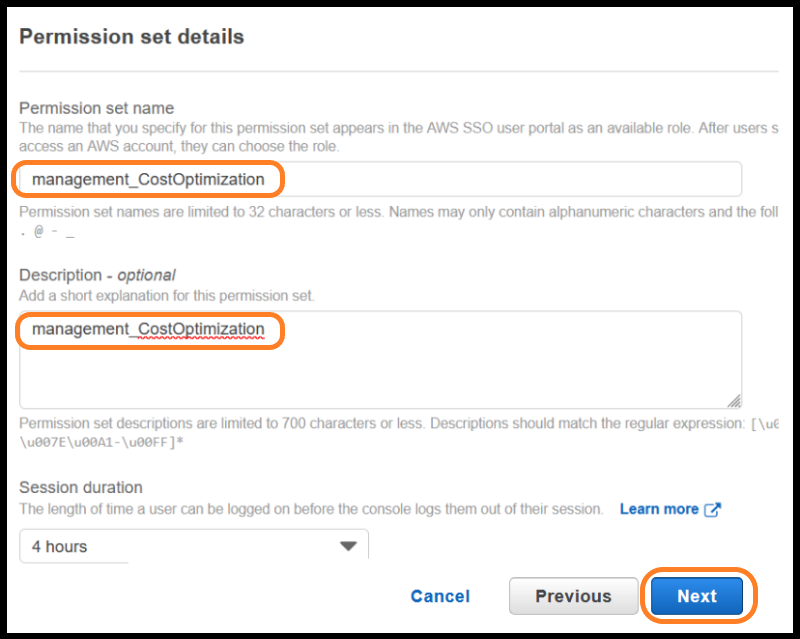 Permission set details
Permission set name
The name that you specify for this permission set appears in the AWS SSO user portal as an available role. After users s
access an AWS account, they can choose the role.
management_CostOptimization
Permission set names are limited to 32 characters or less. Names may only contain alphanumeric characters and the foll
. @ - _
Description - optional
Add a short explanation for this permission set.
management_CostOptimization
Permission set descriptions are limited to 700 characters or less. Descriptions should match the regular expression: [\u0
\u007E\u00A1-\u00FF]*
Session duration
The length of time a user can be logged on before the console logs them out of their session. Learn more
4 hours
Cancel Previous Next